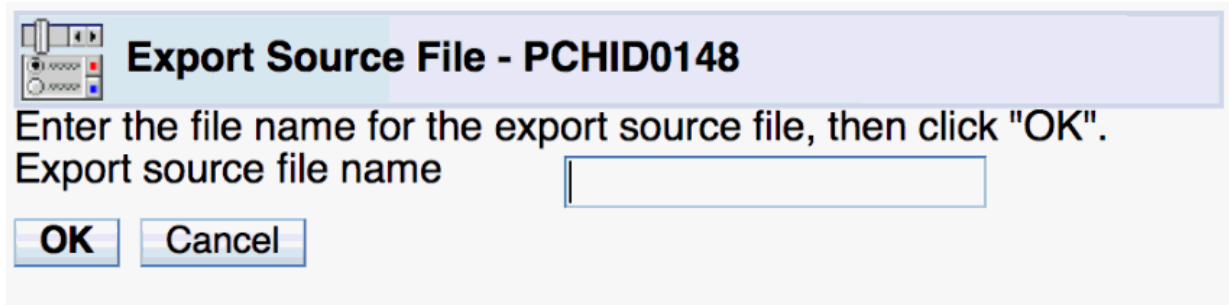 Export Source File - PCHID0148
Enter the file name for the export source file, then click "OK".
Export source file name
OK Cancel